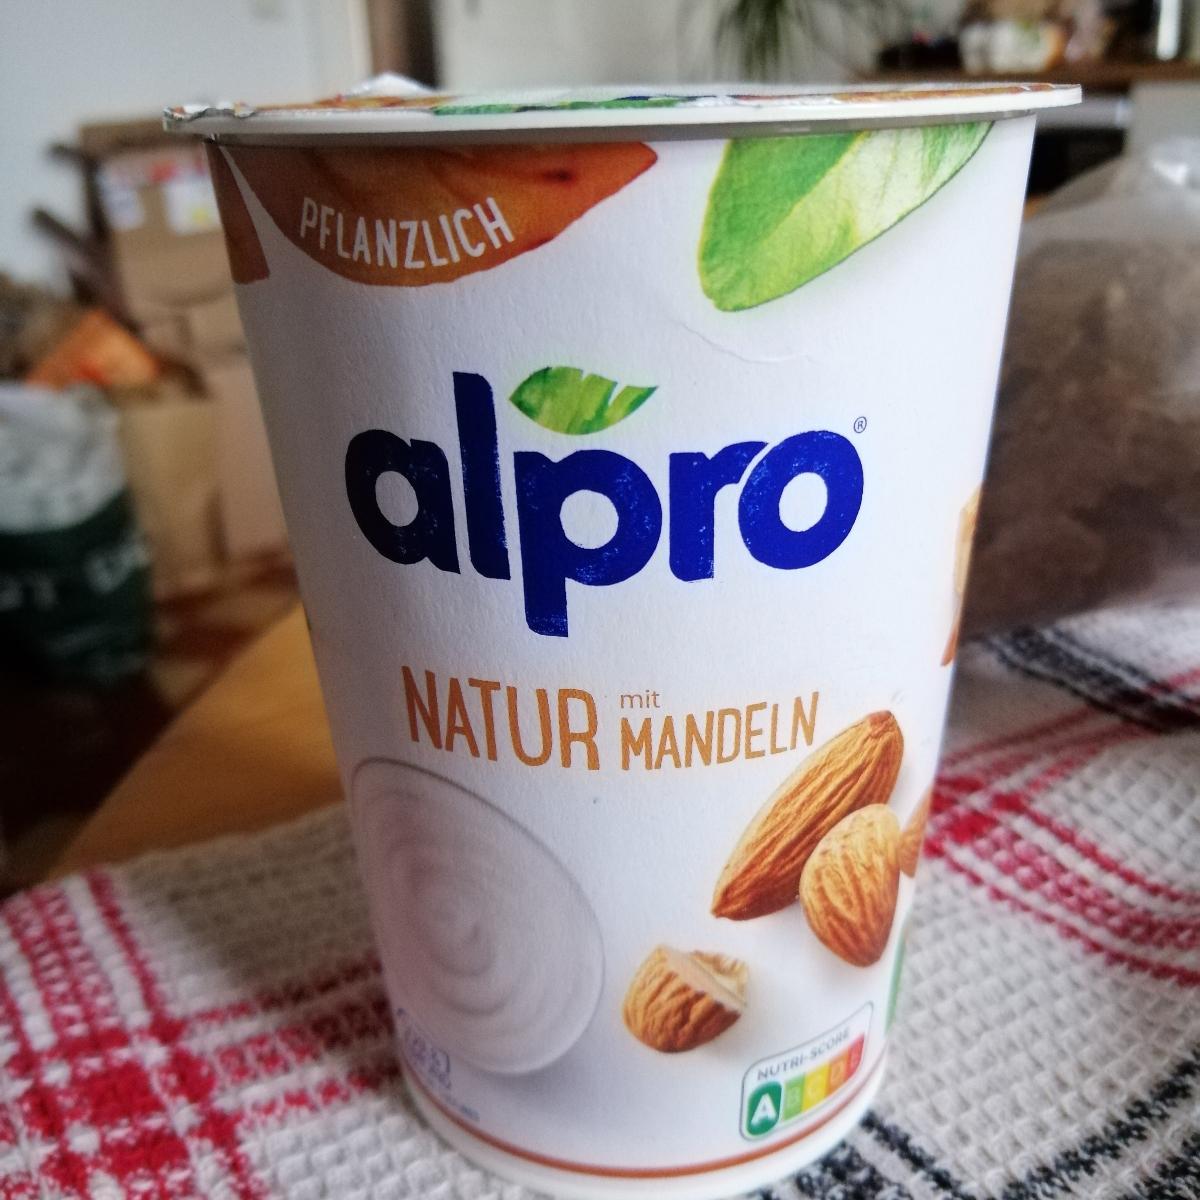 PFLANZLICH
alpro®
NATUR mit MANDELN
NUTRI-SCORE
A B C D E